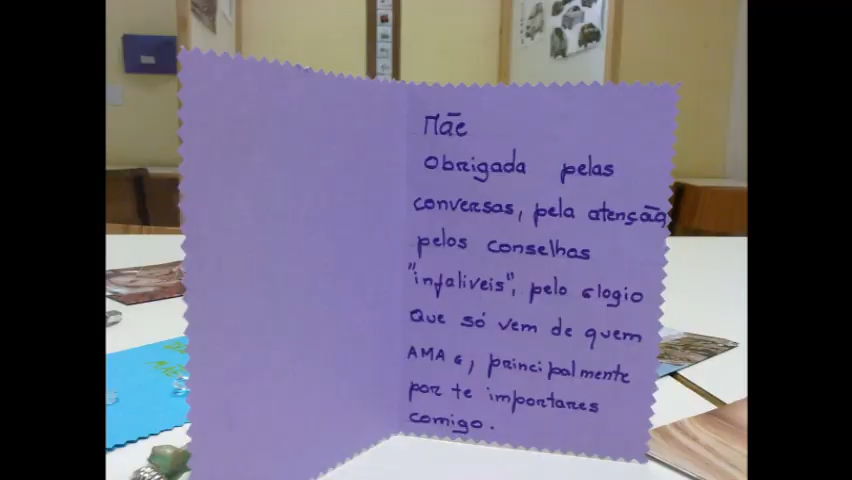 Mãe
Obrigada pelas
conversas, pela atenção,
pelos conselhos
"infaliveis", pelo elogio
que só vem de quem
AMA e, principalmente
por te importares
comigo.